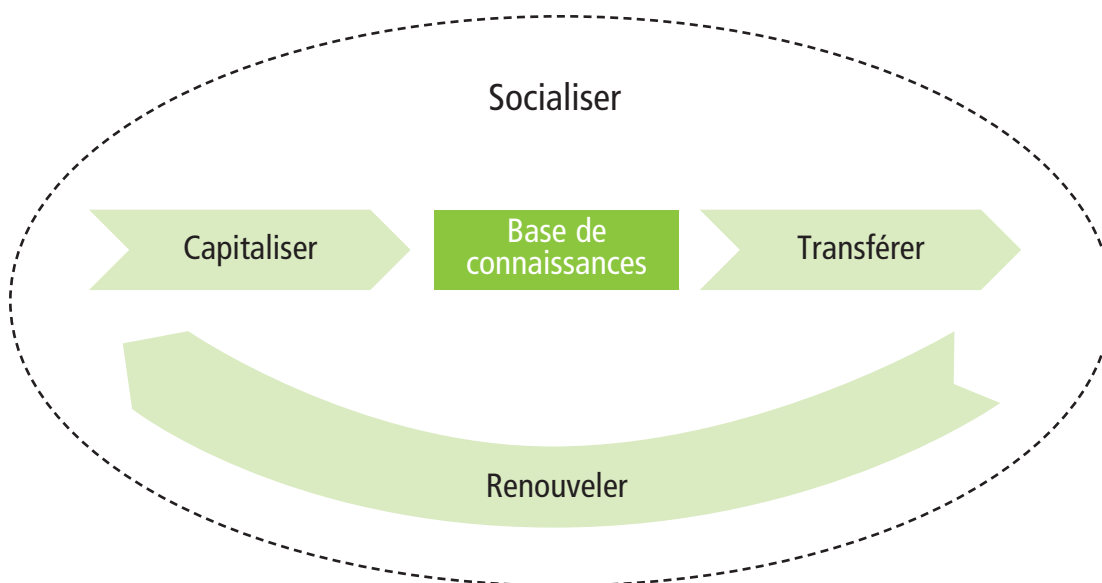 Socialiser
Capitaliser
Base de
connaissances
Transférer
Renouveler